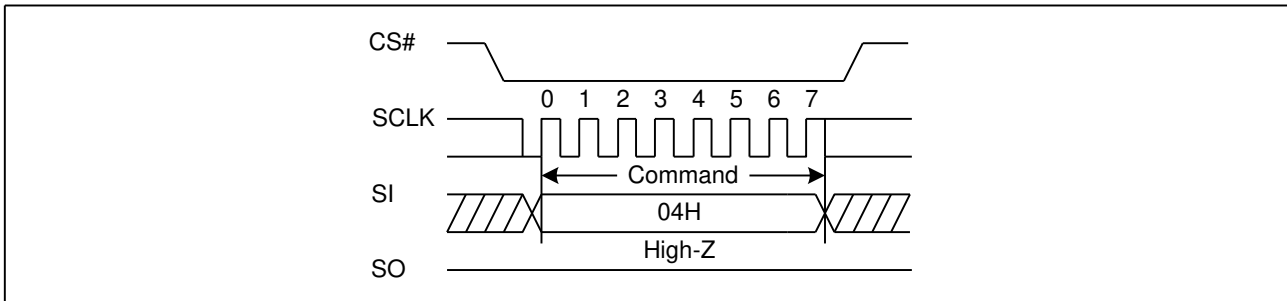 CS#
0 1 2 3 4 5 6 7
SCLK
Command
SI
04H
High-Z
SO